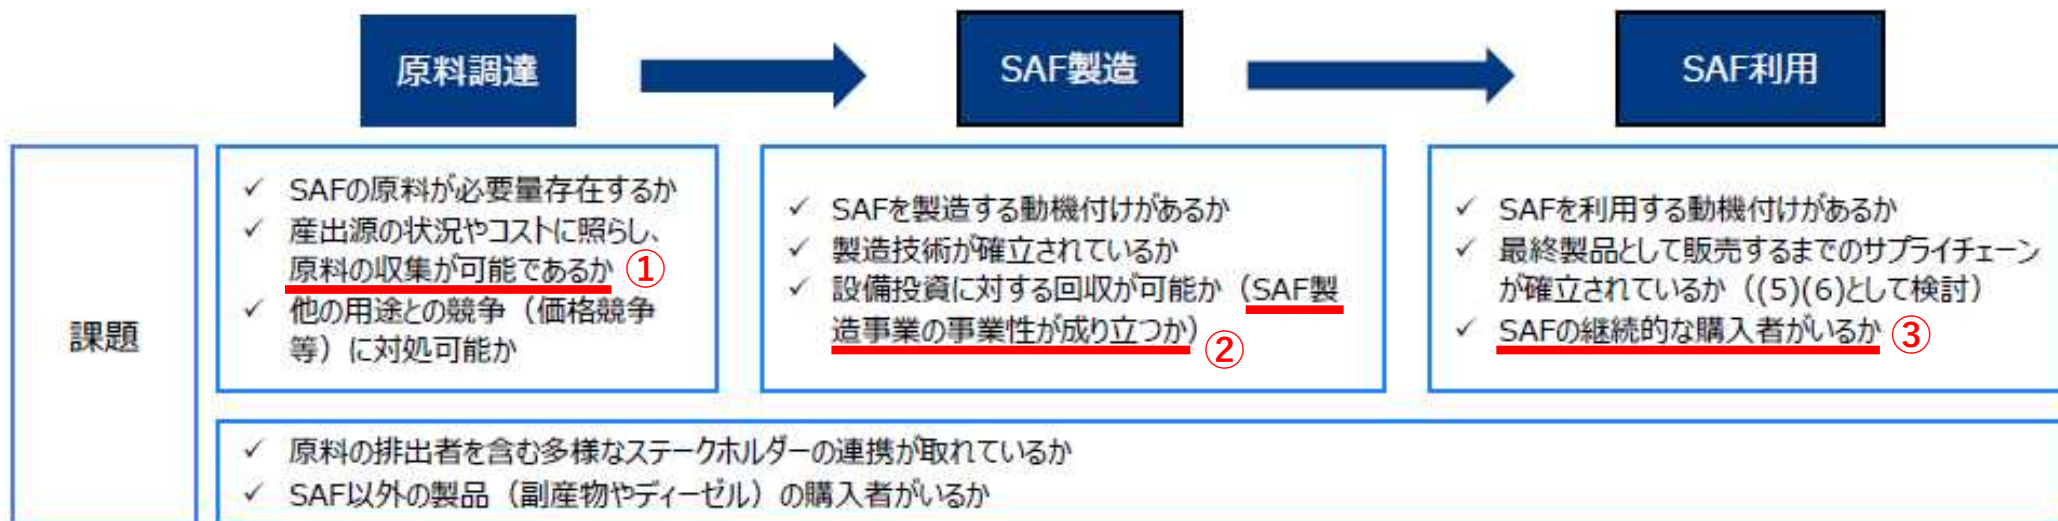 原料調達
SAF製造
SAF利用
課題
✓ SAFの原料が必要量存在するか
✓ 産出源の状況やコストに照らし、
原料の収集が可能であるか ①
✓ 他の用途との競争（価格競争
等）に対処可能か
✓ SAFを製造する動機付けがあるか
✓ 製造技術が確立されているか
✓ 設備投資に対する回収が可能か（SAF製
造事業の事業性が成り立つか） ②
✓ SAFを利用する動機付けがあるか
✓ 最終製品として販売するまでのサプライチェーン
が確立されているか（(5)(6)として検討）
✓ SAFの継続的な購入者がいるか ③
✓ 原料の排出者を含む多様なステークホルダーの連携が取れているか
✓ SAF以外の製品（副産物やディーゼル）の購入者がいるか